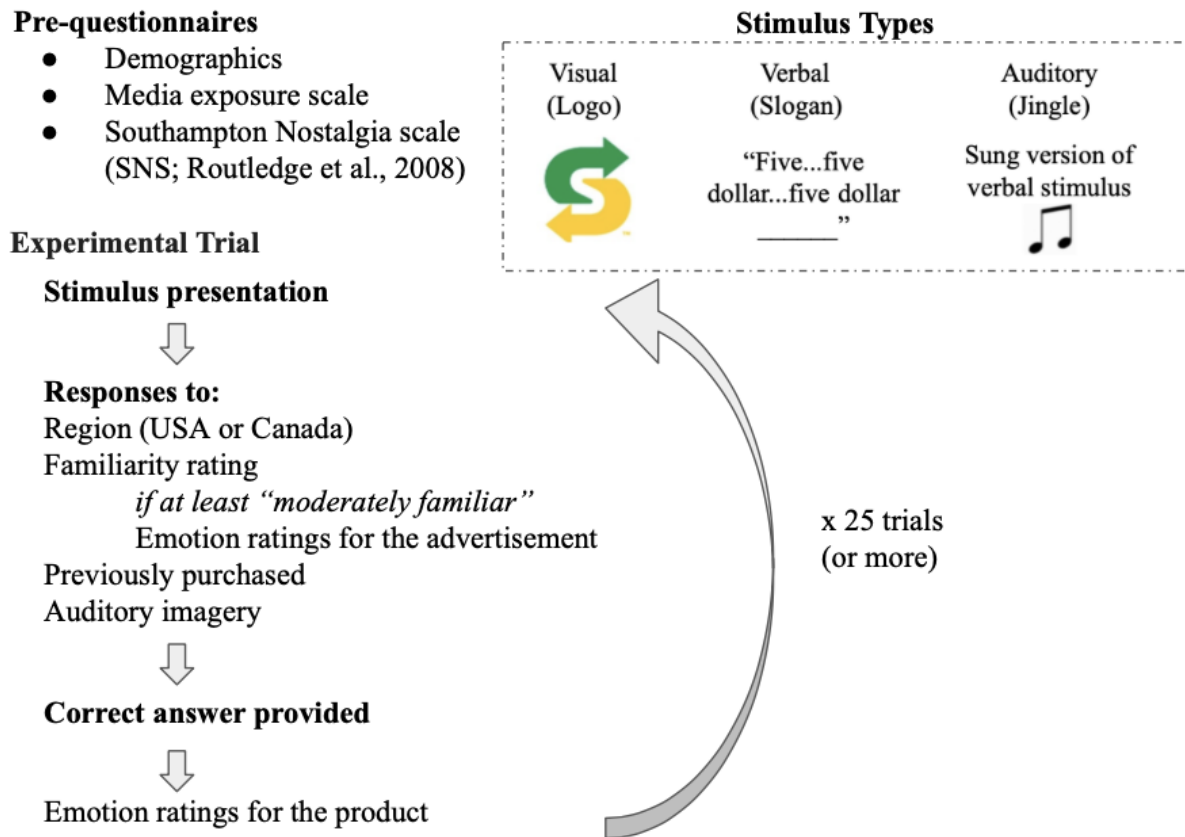 Pre-questionnaires
● Demographics
● Media exposure scale
● Southampton Nostalgia scale
(SNS; Routledge et al., 2008)
Stimulus Types
Visual
(Logo)
Verbal
(Slogan)
Auditory
(Jingle)
S
“Five...five
dollar...five dollar
______”
Sung version of
verbal stimulus
Experimental Trial
Stimulus presentation
Responses to:
Region (USA or Canada)
Familiarity rating
if at least “moderately familiar”
Emotion ratings for the advertisement
Previously purchased
Auditory imagery
Correct answer provided
Emotion ratings for the product
x 25 trials
(or more)